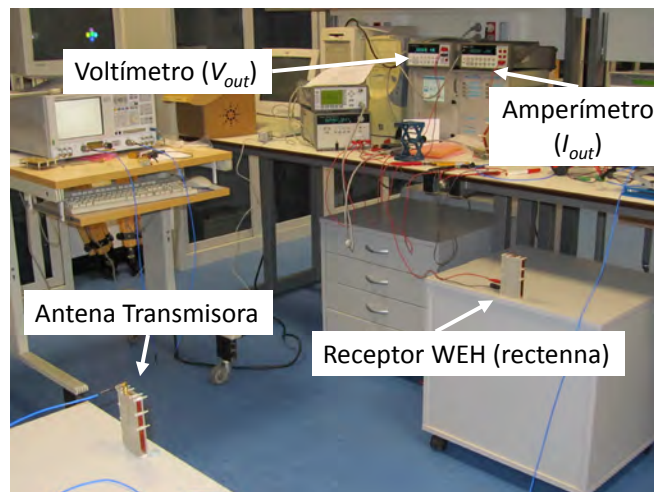 Voltímetro (Vout)
Amperímetro
(Iout)
Antena Transmisora
Receptor WEH (rectenna)